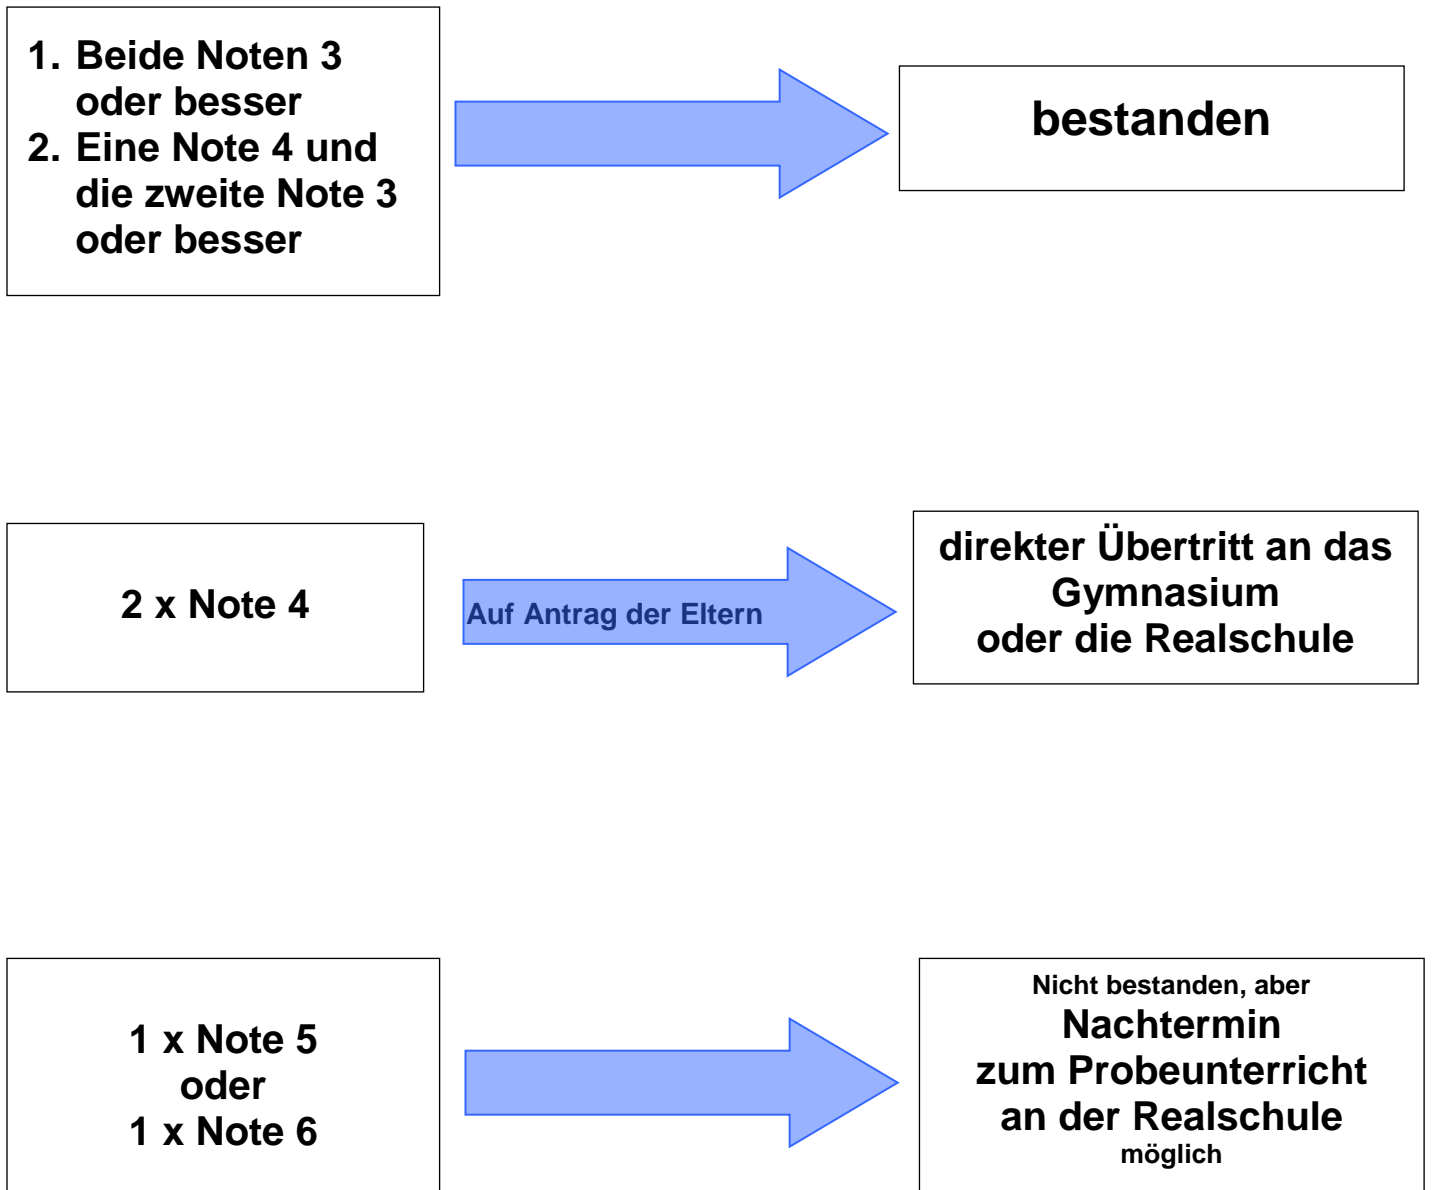 1. Beide Noten 3
oder besser
2. Eine Note 4 und
die zweite Note 3
oder besser
bestanden
2 x Note 4
Auf Antrag der Eltern
direkter Übertritt an das
Gymnasium
oder die Realschule
1 x Note 5
oder
1 x Note 6
Nicht bestanden, aber
Nachtermin
zum Probeunterricht
an der Realschule
möglich